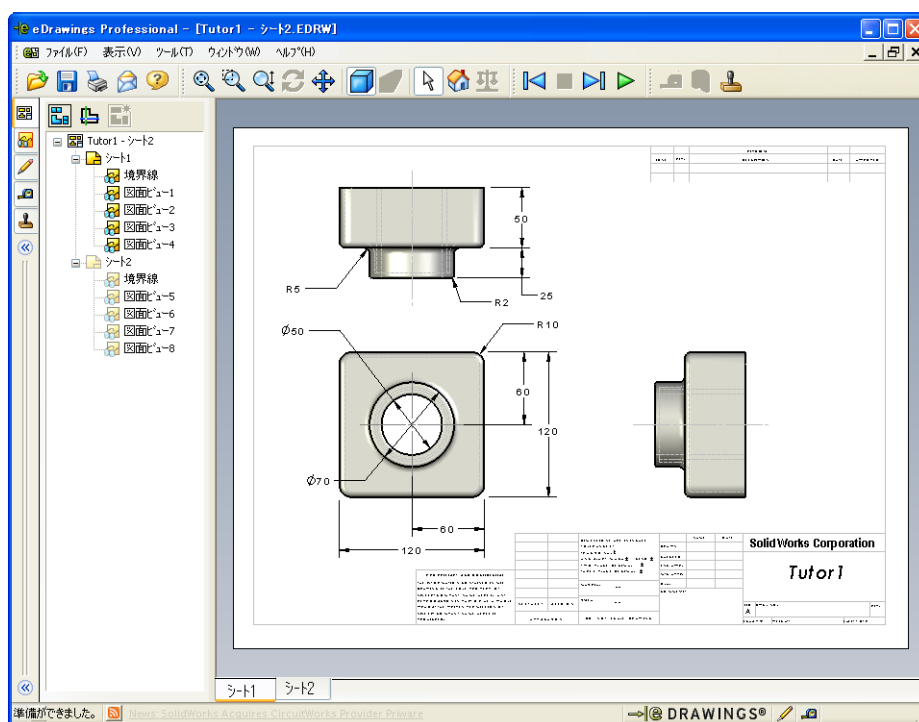 eDrawings Professional - [Tutor1 - シート2.EDRW]
ファイル(F) 表示(V) ツール(T) ウィンドウ(W) ヘルプ(H)
Tutor1 - シート2
シート1
境界線
図面ビュー1
図面ビュー2
図面ビュー3
図面ビュー4
シート2
境界線
図面ビュー5
図面ビュー6
図面ビュー7
図面ビュー8
50
R5
R2
25
Ø50
R10
60
120
Ø70
60
120
SolidWorks Corporation
Tutor1
A
シート1 シート2
準備ができました。 News: SolidWorks Acquires CircuitWorks Provider Priware
e DRAWINGS®